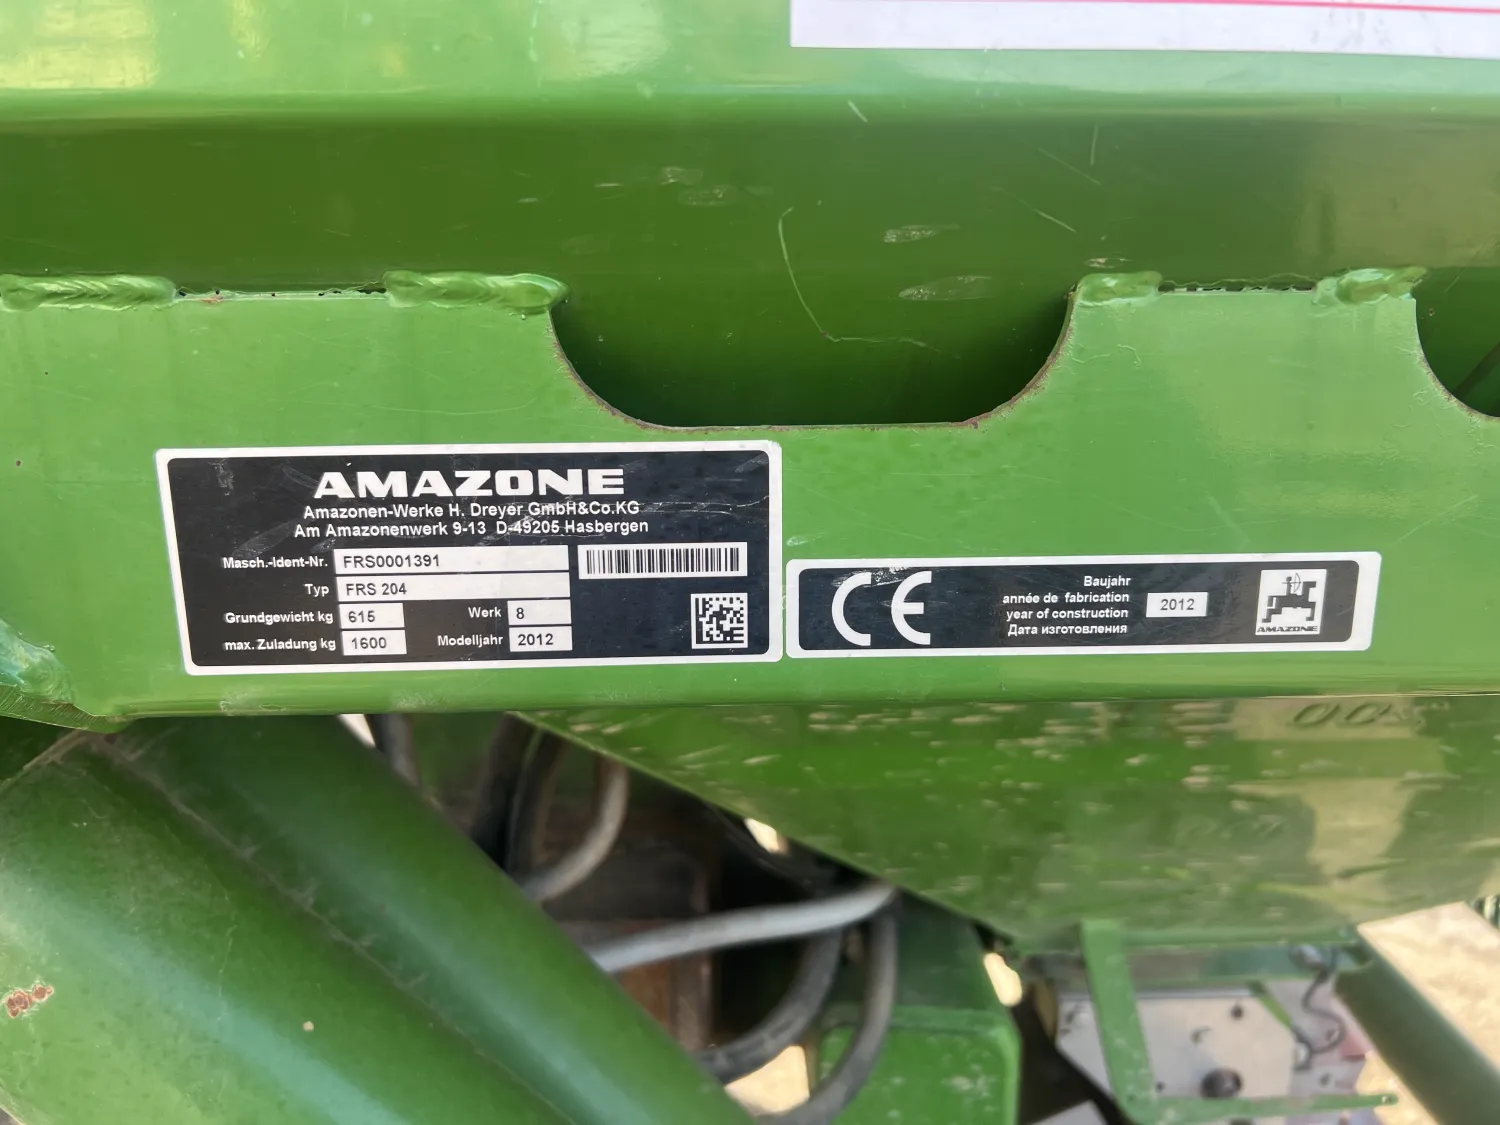 AMAZONE
Amazonen-Werke H. Dreyer GmbH&Co.KG
Am Amazonenwerk 9-13 D-49205 Hasbergen
Masch.-Ident-Nr. FRS0001391
Typ FRS 204
Grundgewicht kg 615 Werk 8
max. Zuladung kg 1600 Modelljahr 2012
CE
Baujahr
année de fabrication
year of construction
Дата изготовления
2012
AMAZONE